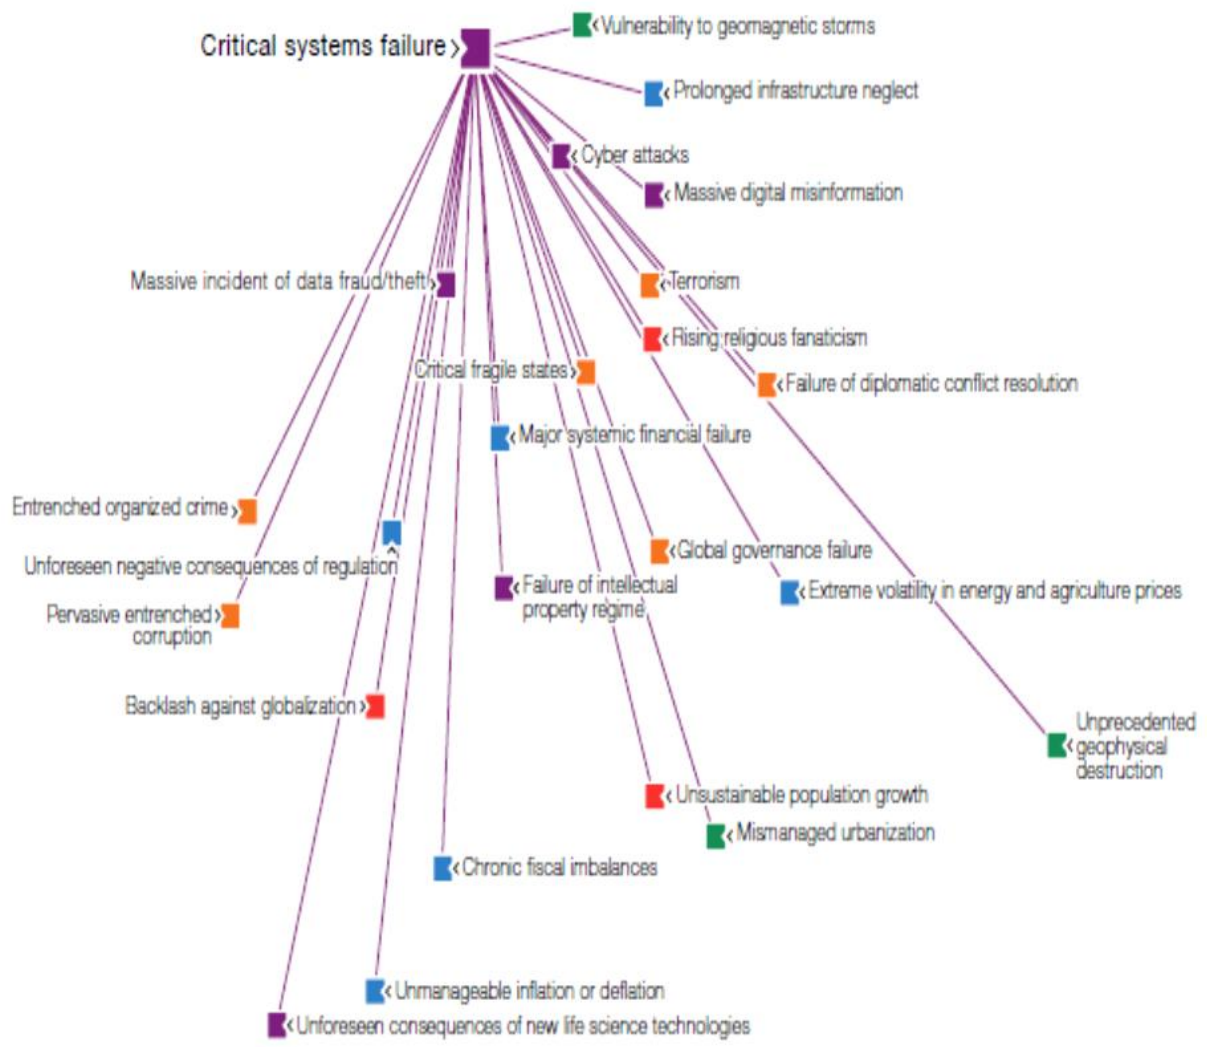 Critical systems failure
Vulnerability to geomagnetic storms
Prolonged infrastructure neglect
Cyber attacks
Massive digital misinformation
Massive incident of data fraud/theft
Terrorism
Rising religious fanaticism
Critical fragile states
Failure of diplomatic conflict resolution
Major systemic financial failure
Entrenched organized crime
Unforeseen negative consequences of regulation
Global governance failure
Extreme volatility in energy and agriculture prices
Failure of intellectual
property regime
Pervasive entrenched
corruption
Backlash against globalization
Unprecedented
geophysical
destruction
Unsustainable population growth
Mismanaged urbanization
Chronic fiscal imbalances
Unmanageable inflation or deflation
Unforeseen consequences of new life science technologies